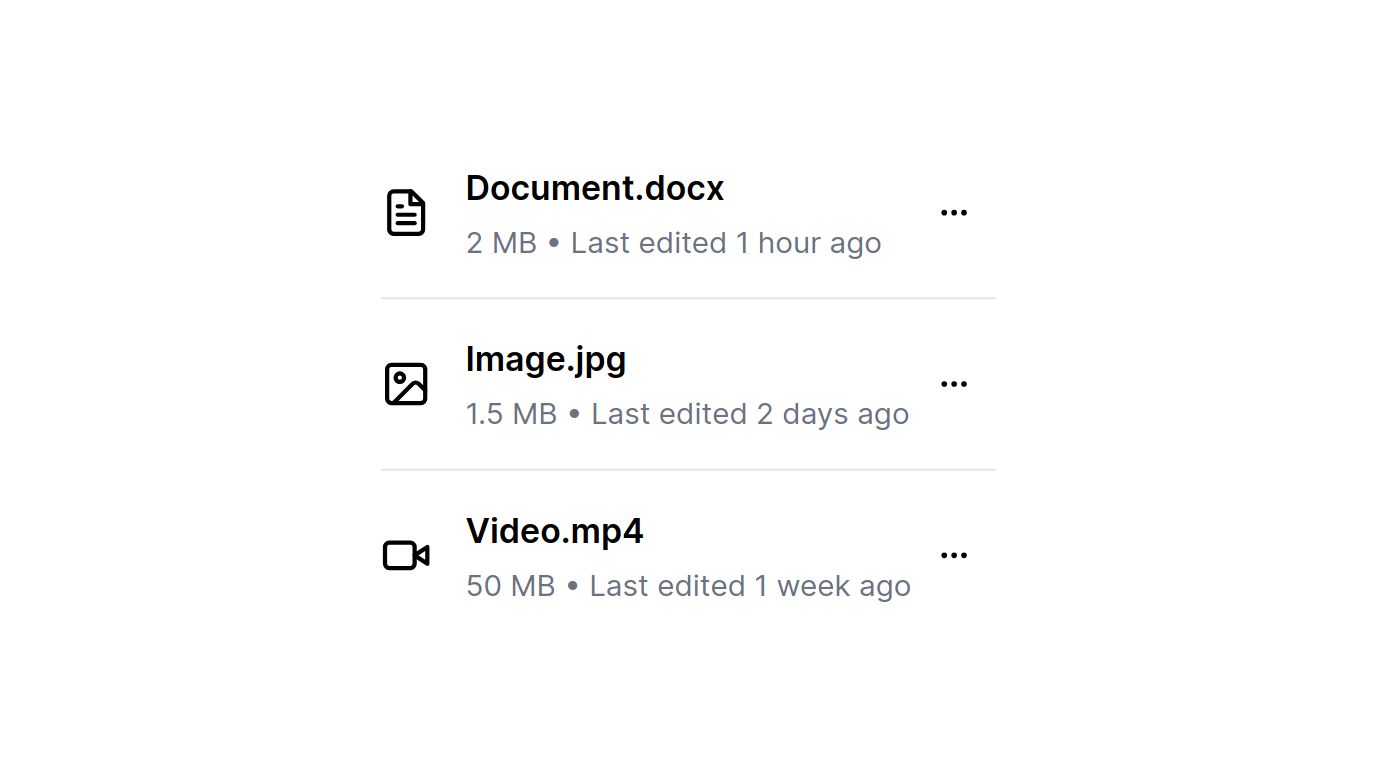 Document.docx
2 MB • Last edited 1 hour ago
Image.jpg
1.5 MB • Last edited 2 days ago
Video.mp4
50 MB • Last edited 1 week ago